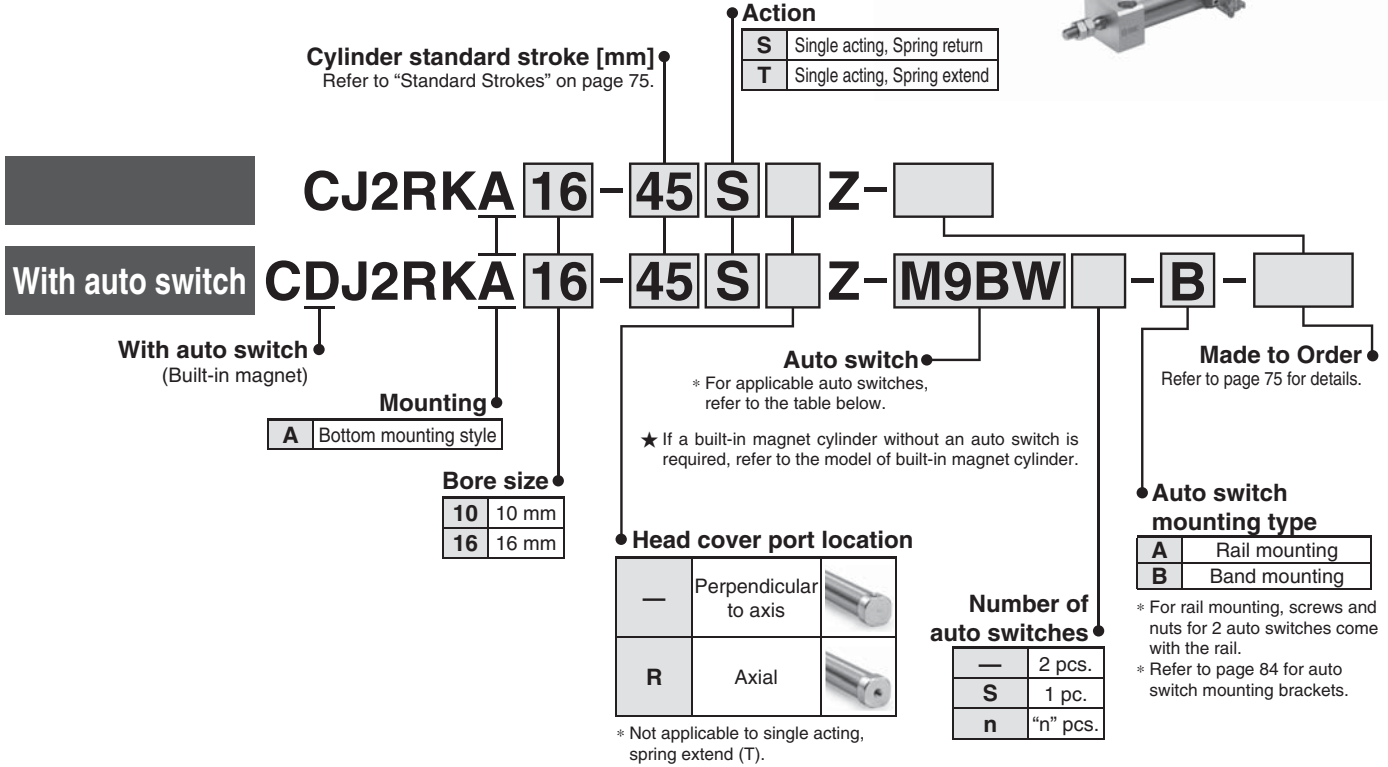 Action
S Single acting, Spring return
T Single acting, Spring extend
Cylinder standard stroke [mm]
Refer to “Standard Strokes” on page 75.
CJ2RKA 16 - 45 S Z-
With auto switch CDJ2RKA 16 - 45 S Z- M9BW - B -
With auto switch
(Built-in magnet)
Mounting
A Bottom mounting style
Bore size
10 10 mm
16 16 mm
Auto switch
* For applicable auto switches,
refer to the table below.
★ If a built-in magnet cylinder without an auto switch is
required, refer to the model of built-in magnet cylinder.
Made to Order
Refer to page 75 for details.
Head cover port location
— Perpendicular
to axis
R Axial
* Not applicable to single acting,
spring extend (T).
Number of
auto switches
— 2 pcs.
S 1 pc.
n “n” pcs.
Auto switch
mounting type
A Rail mounting
B Band mounting
* For rail mounting, screws and
nuts for 2 auto switches come
with the rail.
* Refer to page 84 for auto
switch mounting brackets.